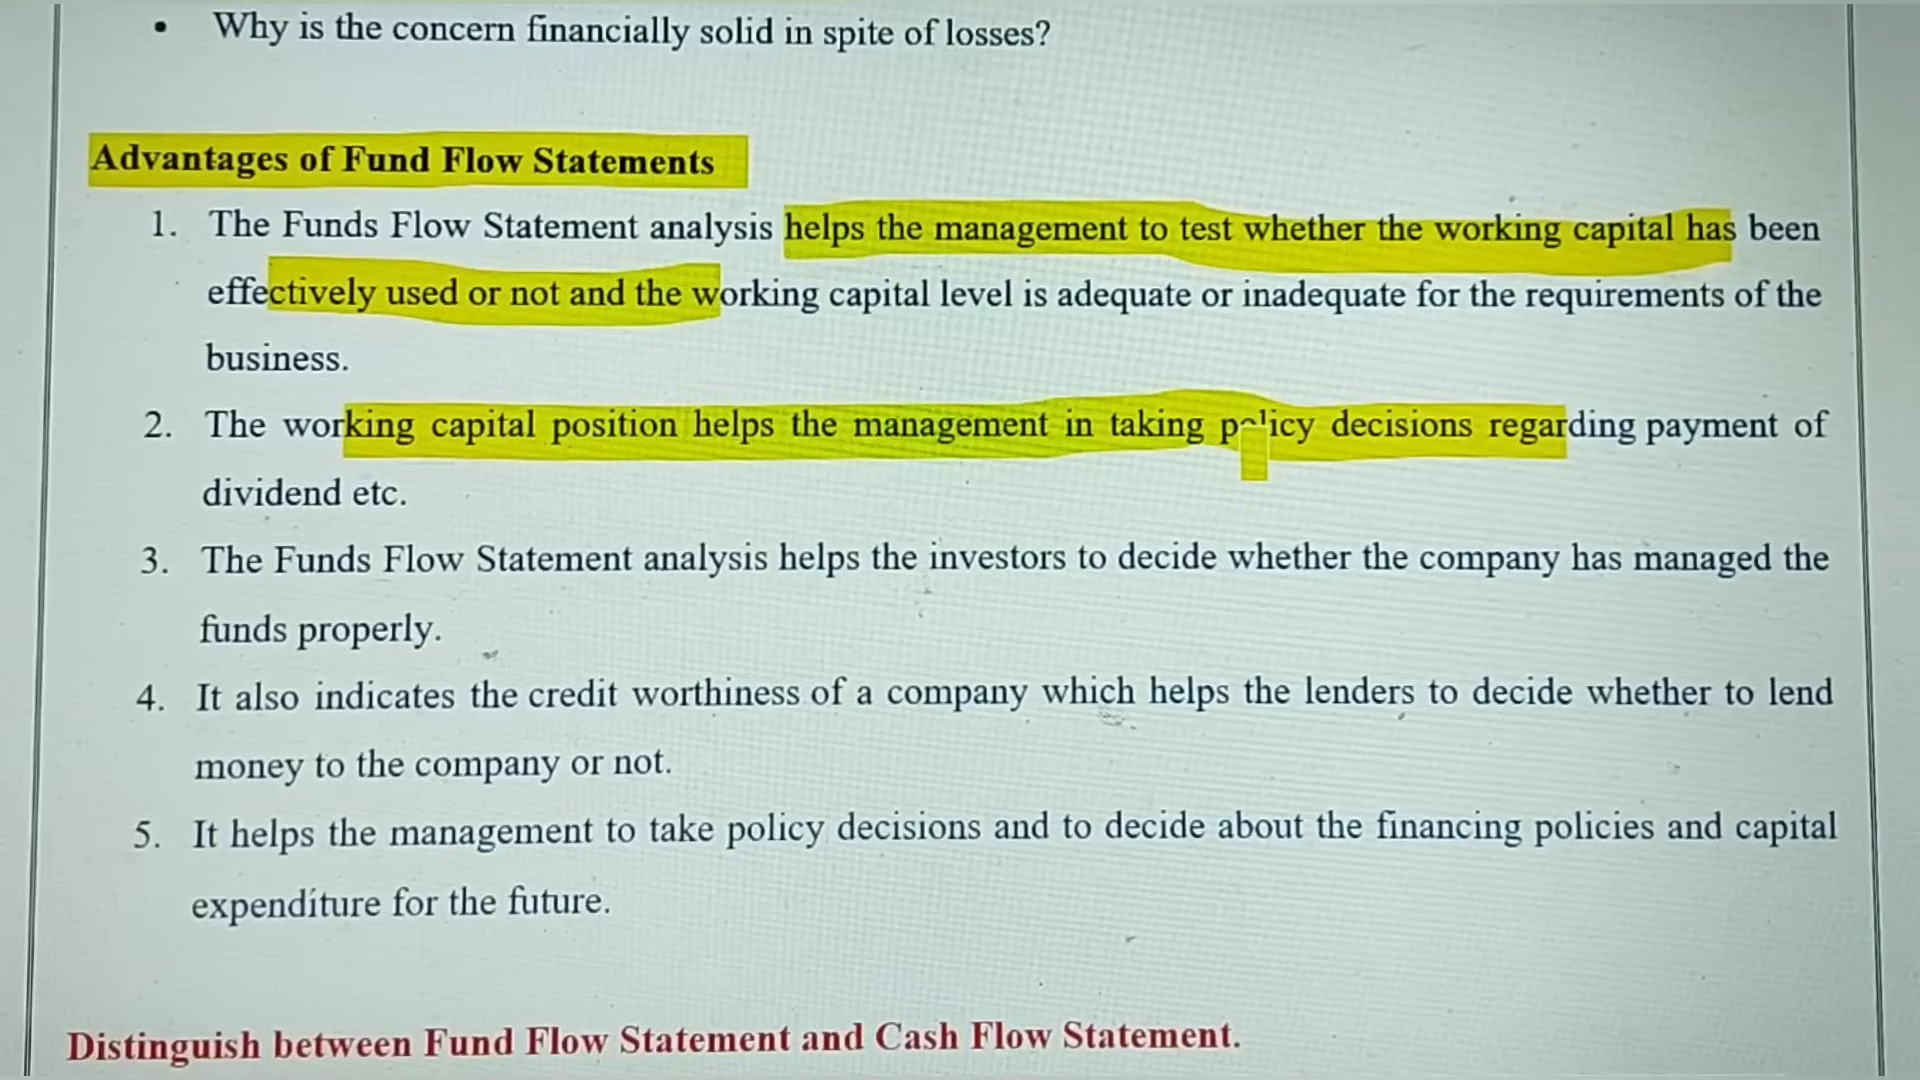 • Why is the concern financially solid in spite of losses?
Advantages of Fund Flow Statements
1. The Funds Flow Statement analysis helps the management to test whether the working capital has been
effectively used or not and the working capital level is adequate or inadequate for the requirements of the
business.
2. The working capital position helps the management in taking policy decisions regarding payment of
dividend etc.
3. The Funds Flow Statement analysis helps the investors to decide whether the company has managed the
funds properly.
4. It also indicates the credit worthiness of a company which helps the lenders to decide whether to lend
money to the company or not.
5. It helps the management to take policy decisions and to decide about the financing policies and capital
expenditure for the future.
Distinguish between Fund Flow Statement and Cash Flow Statement.